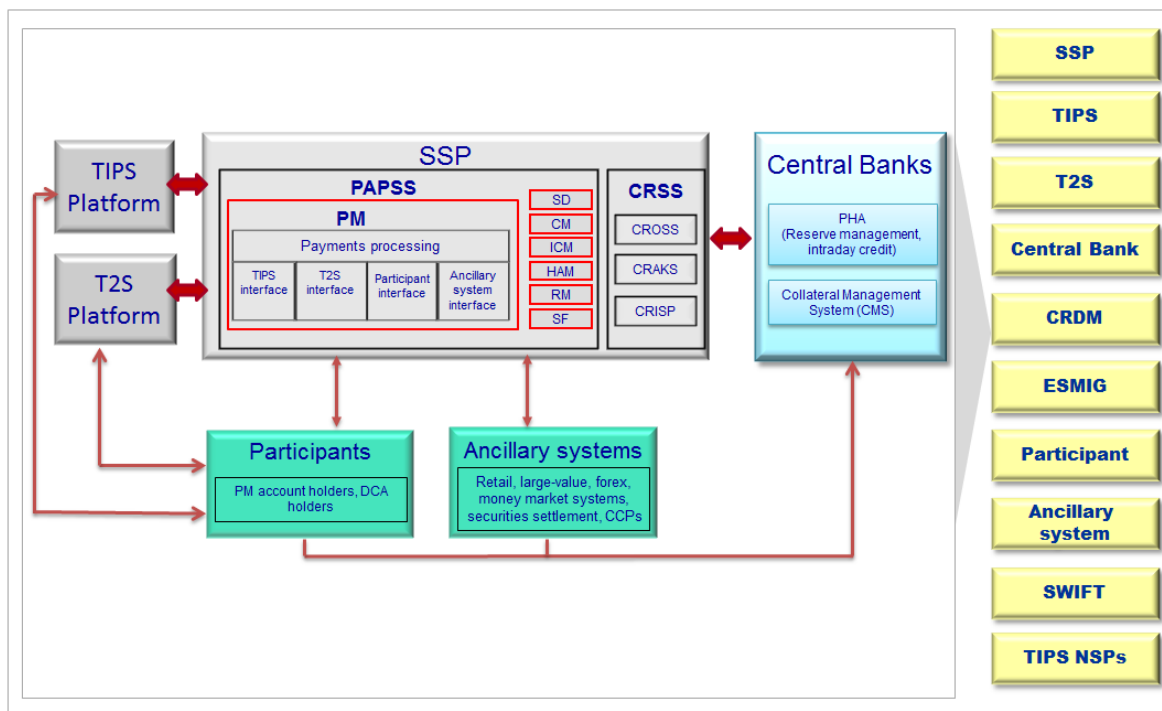 TIPS
Platform
T2S
Platform
SSP
PAPSS
PM
Payments processing
TIPS
interface
T2S
interface
Participant
interface
Ancillary
system
interface
SD
CM
ICM
HAM
RM
SF
CRSS
CROSS
CRAKS
CRISP
Central Banks
PHA
(Reserve management,
intraday credit)
Collateral Management
System (CMS)
Participants
PM account holders, DCA
holders
Ancillary systems
Retail, large-value, forex,
money market systems,
securities settlement, CCPs
SSP
TIPS
T2S
Central Bank
CRDM
ESMIG
Participant
Ancillary
system
SWIFT
TIPS NSPs